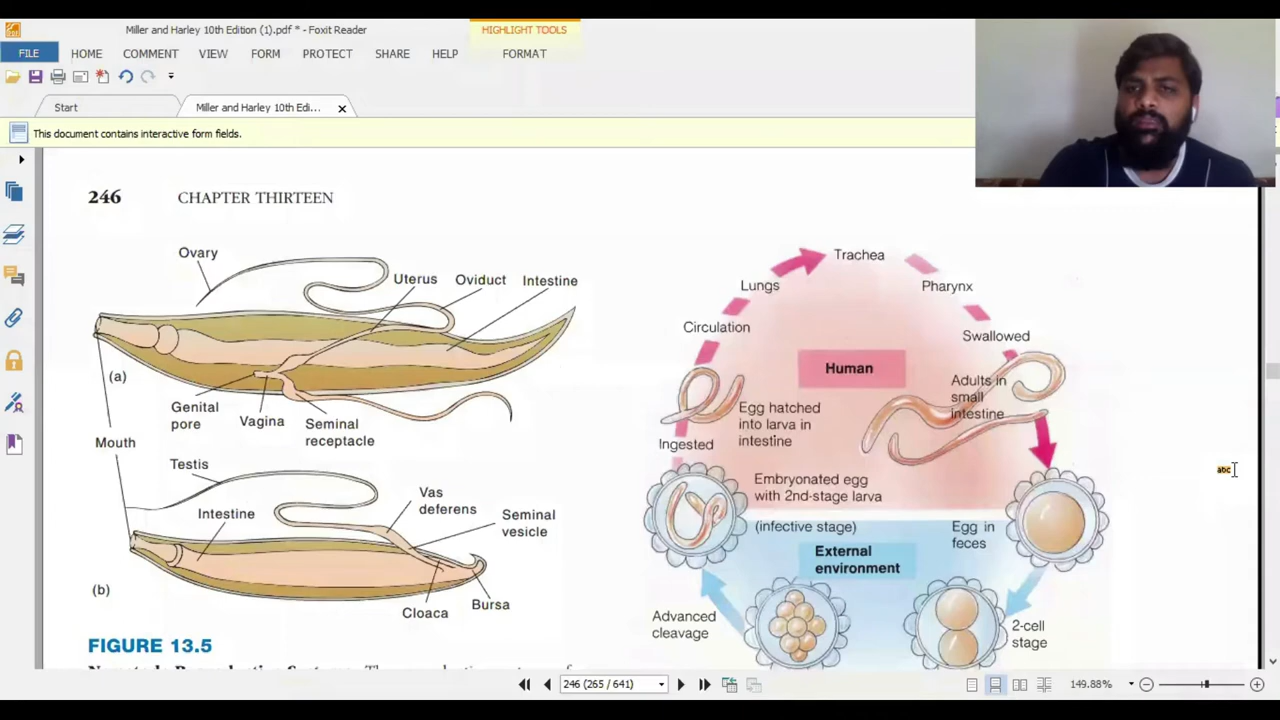 Miller and Harley 10th Edition (1).pdf * - Foxit Reader
HIGHLIGHT TOOLS
FILE
HOME
COMMENT
VIEW
FORM
PROTECT
SHARE
HELP
FORMAT
Start
Miller and Harley 10th Edi...
This document contains interactive form fields.
246 CHAPTER THIRTEEN
Ovary
Uterus
Oviduct
Intestine
(a)
Genital
pore
Vagina
Seminal
receptacle
Mouth
Testis
Intestine
Vas
deferens
Seminal
vesicle
(b)
Cloaca
Bursa
FIGURE 13.5
Trachea
Lungs
Pharynx
Circulation
Swallowed
Human
Adults in
small
intestine
Egg hatched
into larva in
intestine
Ingested
Embryonated egg
with 2nd-stage larva
(infective stage)
Egg in
feces
External
environment
Advanced
cleavage
2-cell
stage
abc
246 (265 / 641)
149.88%